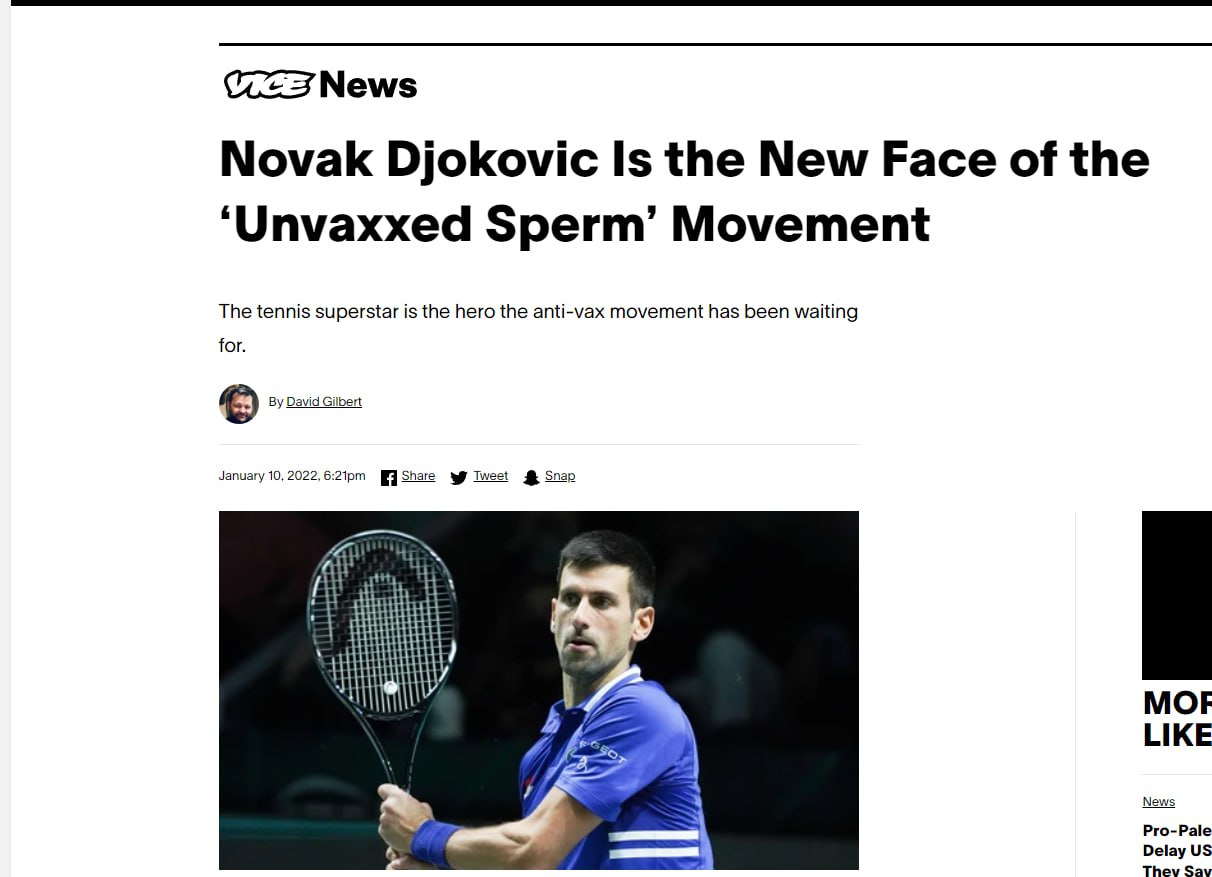 VICE News
Novak Djokovic Is the New Face of the
‘Unvaxxed Sperm’ Movement
The tennis superstar is the hero the anti-vax movement has been waiting
for.
By David Gilbert
January 10, 2022, 6:21pm Share Tweet Snap
PEUGEOT
MOR
LIKE
News
Pro-Pale
Delay US
They Say